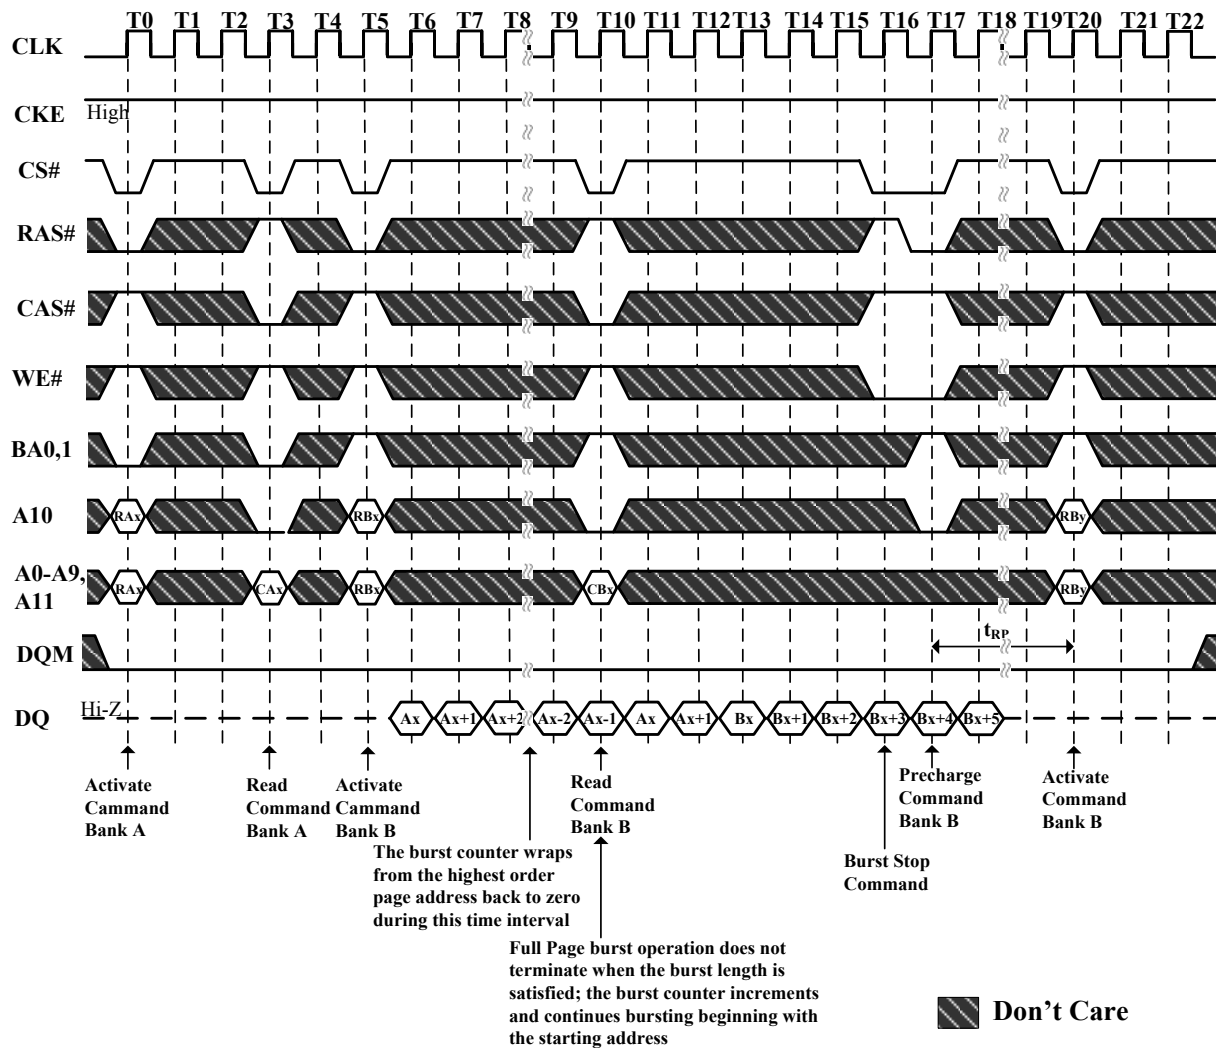 T0 T1 T2 T3 T4 T5 T6 T7 T8 T9 T10 T11 T12 T13 T14 T15 T16 T17 T18 T19 T20 T21 T22
CLK
CKE High
CS#
RAS#
CAS#
WE#
BA0,1
A10 RAx RBx RBy
A0-A9,
A11 RAx CAx RBx CBx RBy
tRP
DQM
DQ Hi-Z Ax Ax+1 Ax+2 Ax-2 Ax-1 Ax Ax+1 Bx Bx+1 Bx+2 Bx+3 Bx+4 Bx+5
Activate
Cammand
Bank A
Read
Command
Bank A
Activate
Cammand
Bank B
The burst counter wraps
from the highest order
page address back to zero
during this time interval
Read
Command
Bank B
Full Page burst operation does not
terminate when the burst length is
satisfied; the burst counter increments
and continues bursting beginning with
the starting address
Burst Stop
Command
Precharge
Command
Bank B
Activate
Command
Bank B
Don't Care